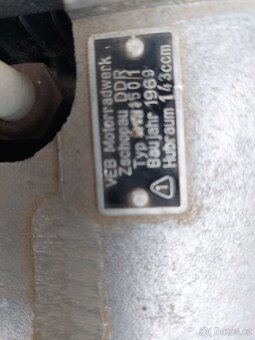 VEB Motorradwerk
Zschopau DDR
Typ
Baujahr 1969
Hubraum 143ccm